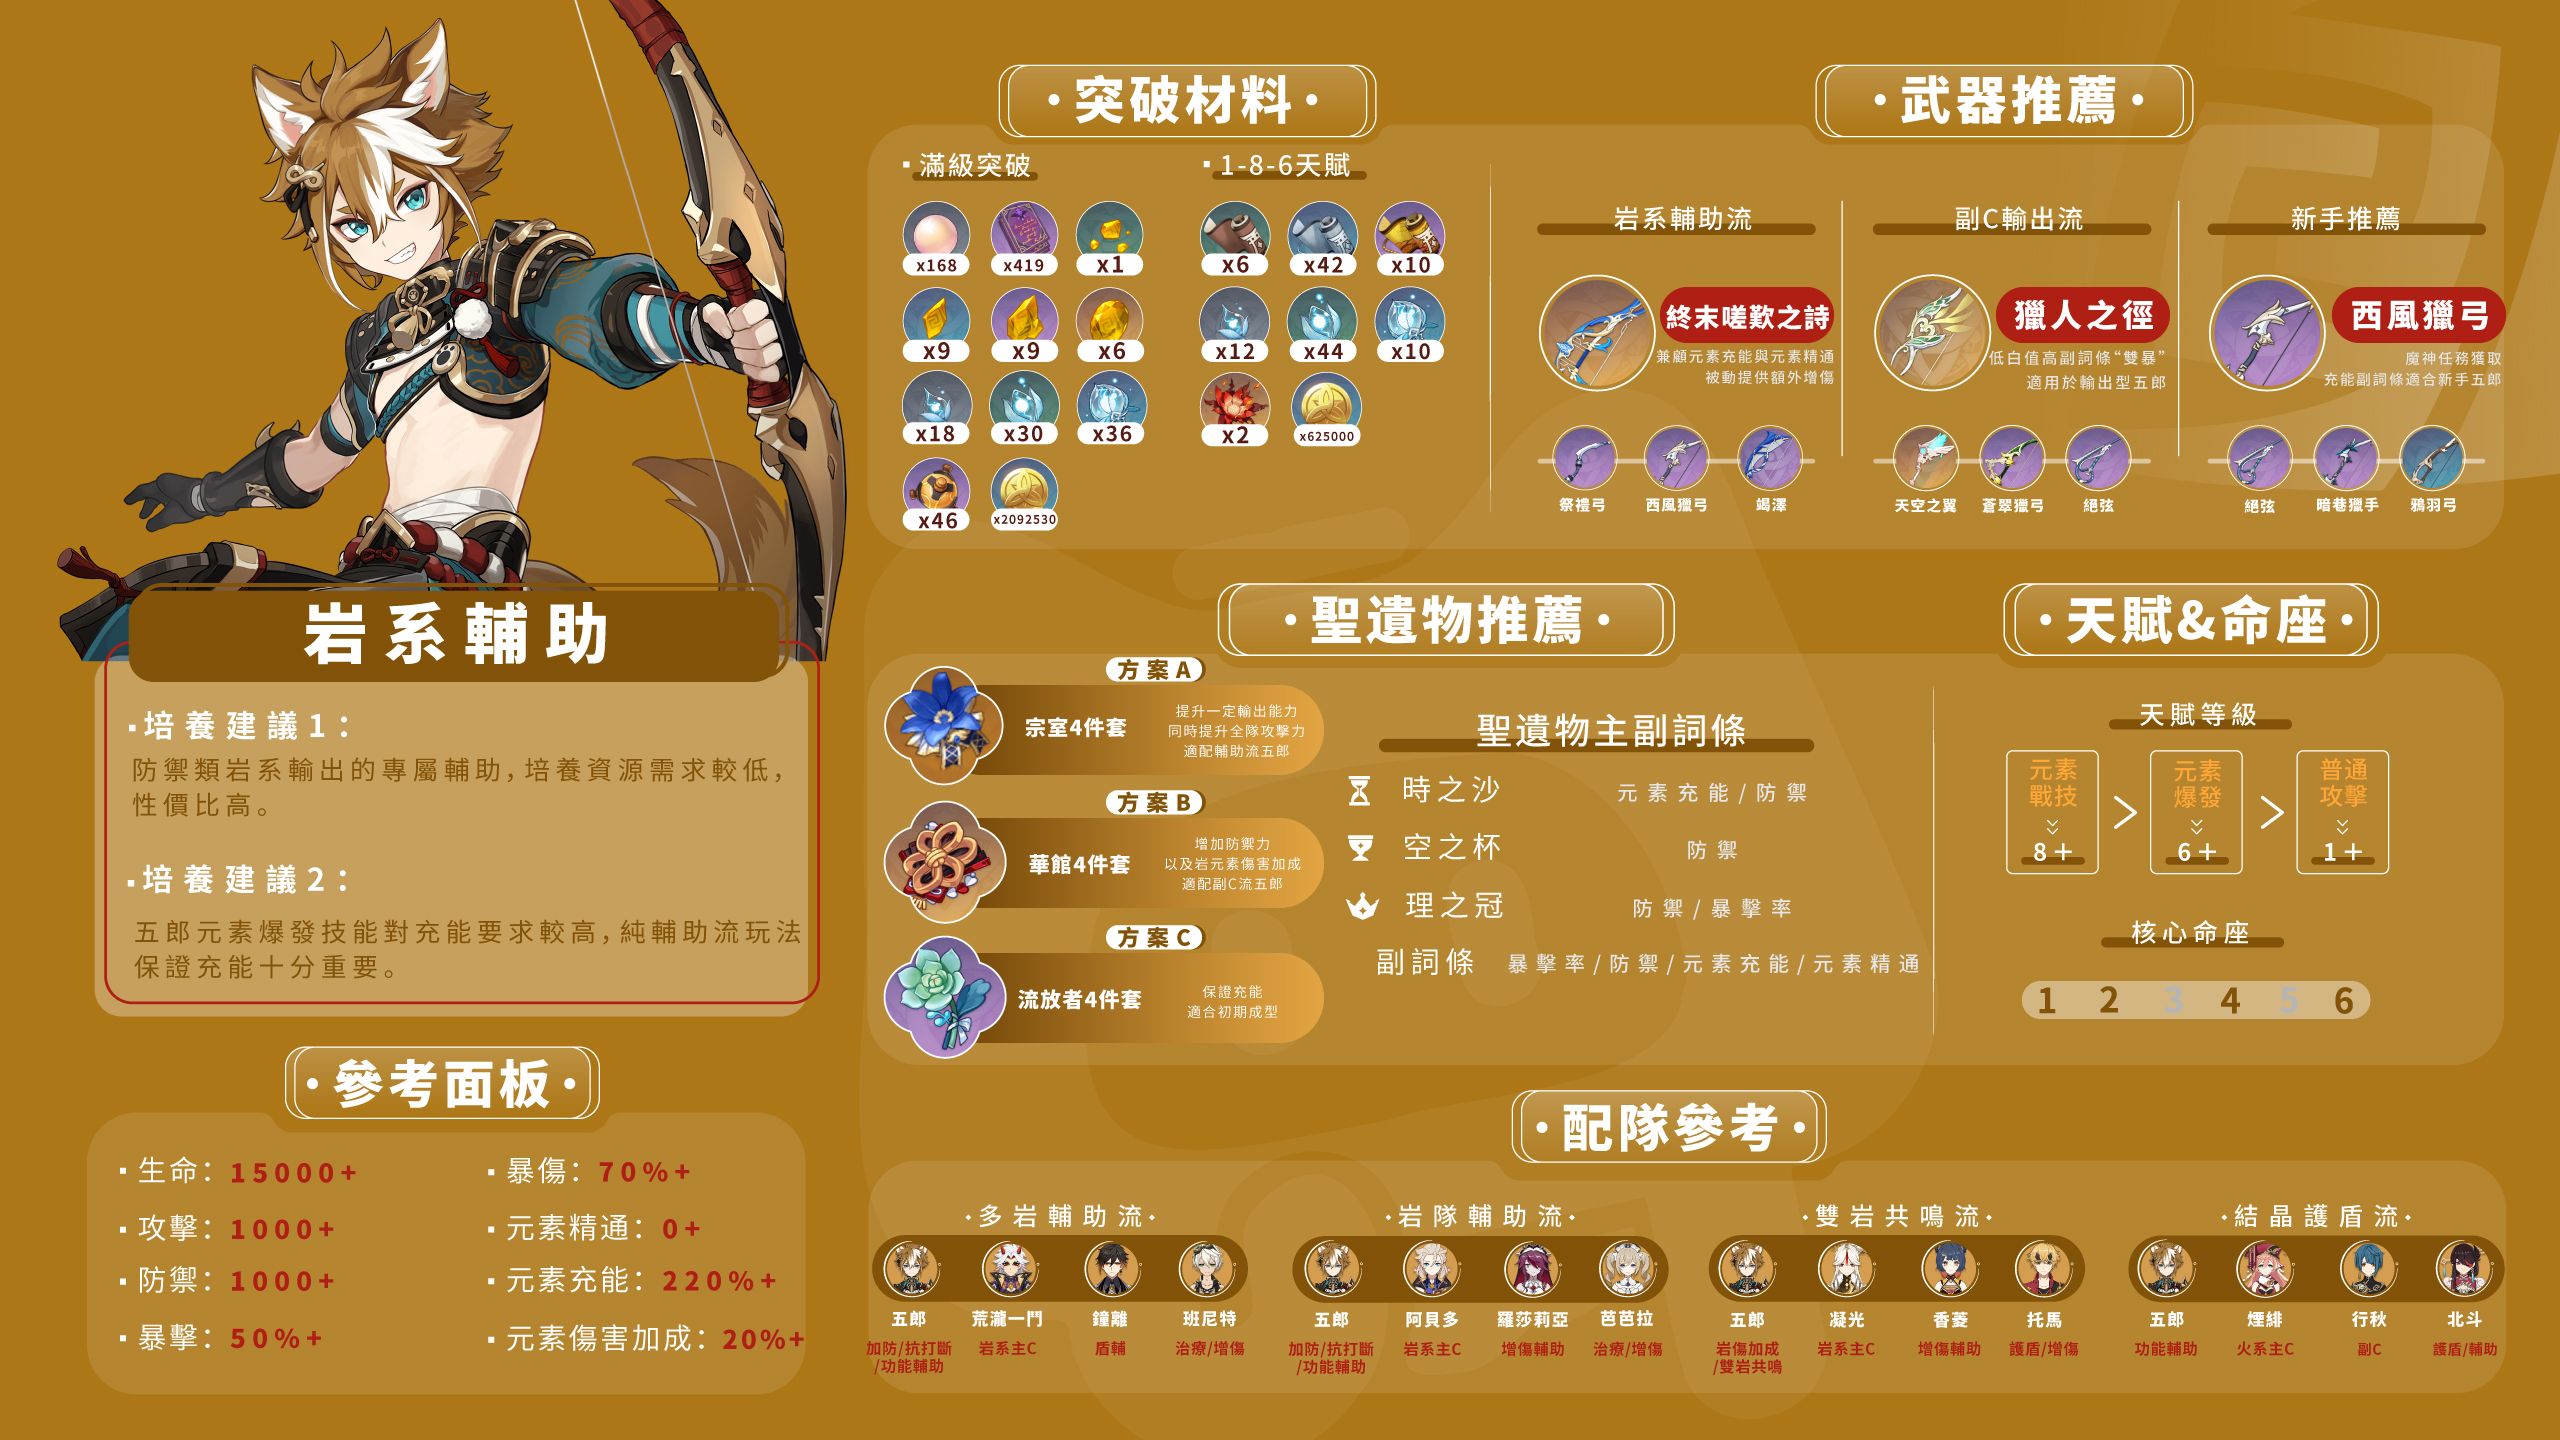 岩系輔助
·培養建議1：
防禦類岩系輸出的專屬輔助,培養資源需求較低,
性價比高。
·培養建議2：
五郎元素爆發技能對充能要求較高,純輔助流玩法
保證充能十分重要。
·參考面板·
·生命：15000+
·攻擊：1000+
·防禦：1000+
·暴擊：50%+
·暴傷：70%+
·元素精通：0+
·元素充能：220%+
·元素傷害加成：20%+
·突破材料·
·滿級突破
x168 x419 x1
x9 x9 x6
x18 x30 x36
x46 x2092530
·1-8-6天賦
x6 x42 x10
x12 x44 x10
x2 x625000
·武器推薦·
岩系輔助流
終末嗟歎之詩
兼顧元素充能與元素精通
被動提供額外增傷
祭禮弓 西風獵弓 竭澤
副C輸出流
獵人之徑
低白值高副詞條“雙暴”
適用於輸出型五郎
天空之翼 蒼翠獵弓 絕弦
新手推薦
西風獵弓
魔神任務獲取
充能副詞條適合新手五郎
絕弦 暗巷獵手 鴉羽弓
·聖遺物推薦·
方案A
宗室4件套
提升一定輸出能力
同時提升全隊攻擊力
適配輔助流五郎
方案B
華館4件套
增加防禦力
以及岩元素傷害加成
適配副C流五郎
方案C
流放者4件套
保證充能
適合初期成型
聖遺物主副詞條
時之沙 元素充能/防禦
空之杯 防禦
理之冠 防禦/暴擊率
副詞條 暴擊率/防禦/元素充能/元素精通
·天賦&命座·
天賦等級
元素
戰技
8+
>
元素
爆發
6+
>
普通
攻擊
1+
核心命座
1 2 3 4 5 6
·配隊參考·
·多岩輔助流·
五郎 荒瀧一鬥 鐘離 班尼特
加防/抗打斷
/功能輔助
岩系主C
盾輔
治療/增傷
·岩隊輔助流·
五郎 阿貝多 羅莎莉亞 芭芭拉
加防/抗打斷
/功能輔助
岩系主C
增傷輔助
治療/增傷
·雙岩共鳴流·
五郎 凝光 香菱 托馬
岩傷加成
/雙岩共鳴
岩系主C
增傷輔助
護盾/增傷
·結晶護盾流·
五郎 煙緋 行秋 北斗
功能輔助
火系主C
副C
護盾/輔助